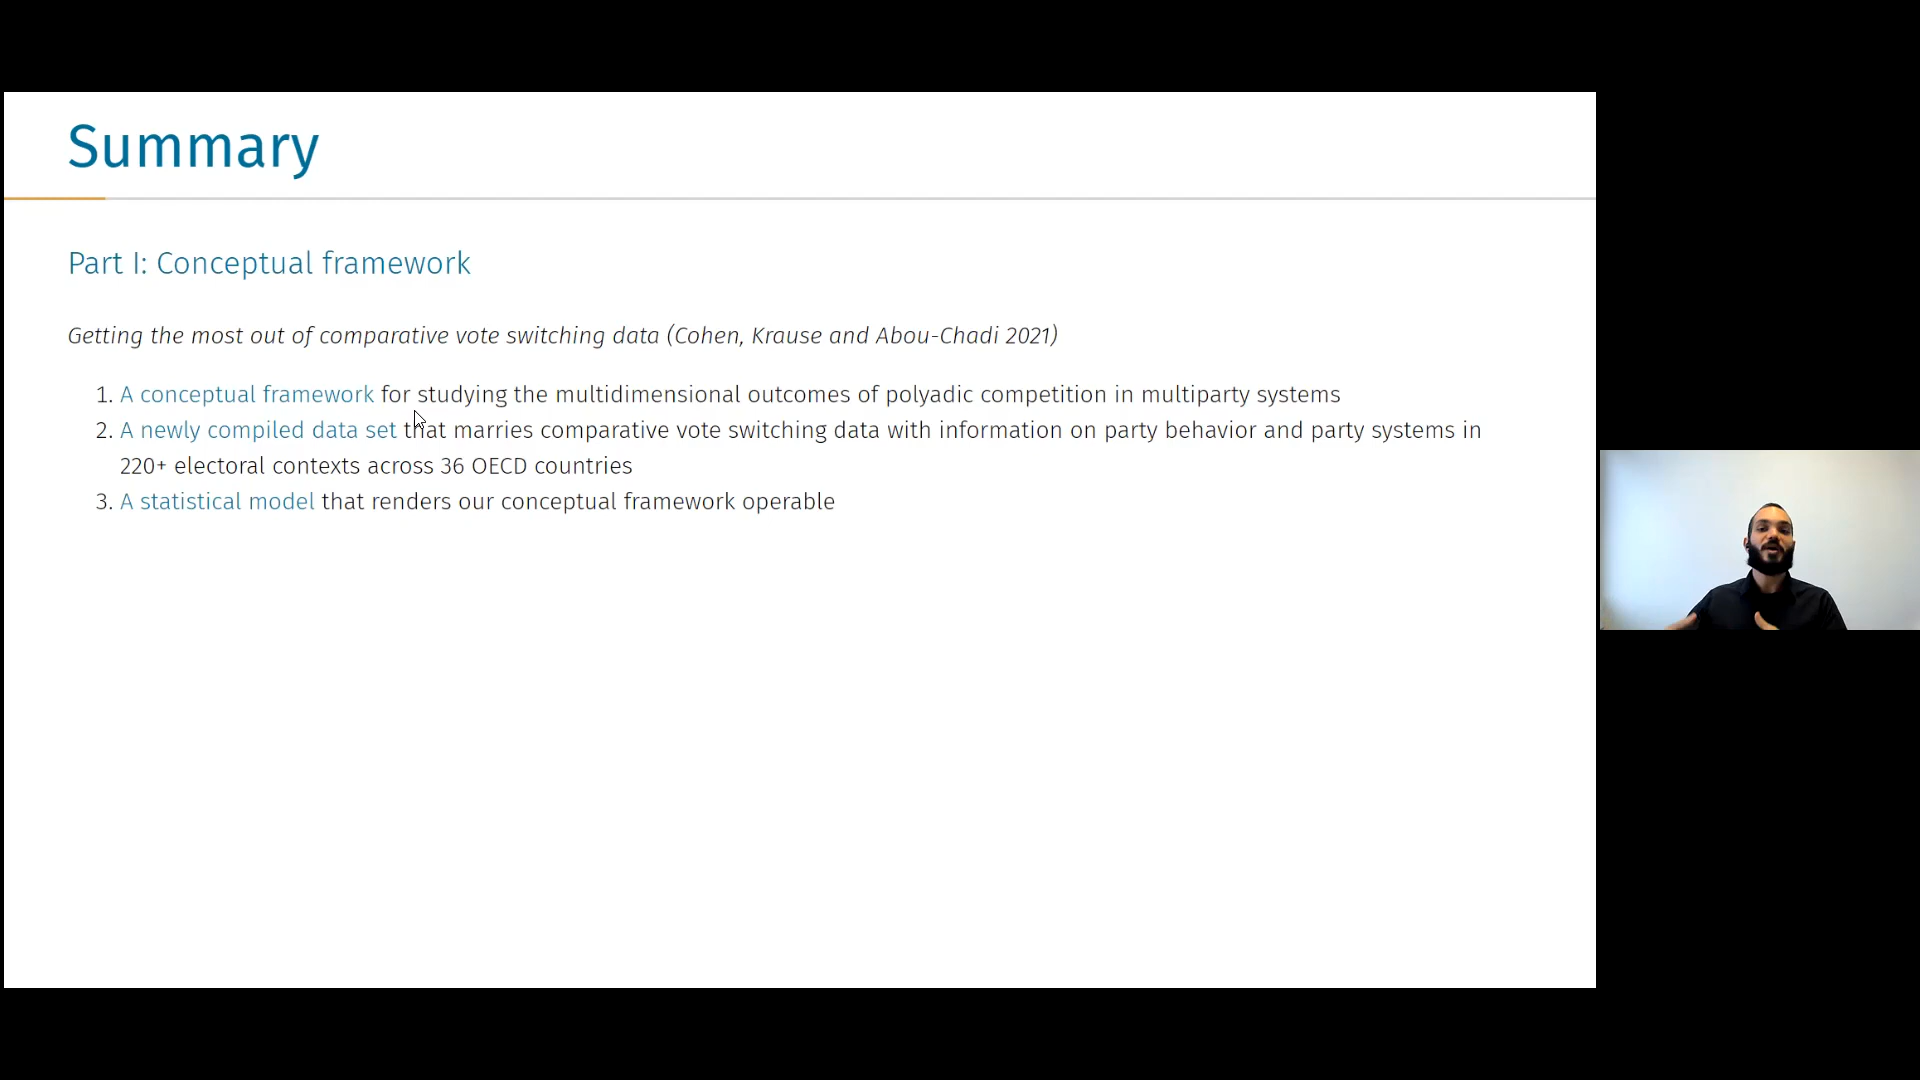 Summary
Part I: Conceptual framework
Getting the most out of comparative vote switching data (Cohen, Krause and Abou-Chadi 2021)
1. A conceptual framework for studying the multidimensional outcomes of polyadic competition in multiparty systems
2. A newly compiled data set that marries comparative vote switching data with information on party behavior and party systems in
220+ electoral contexts across 36 OECD countries
3. A statistical model that renders our conceptual framework operable